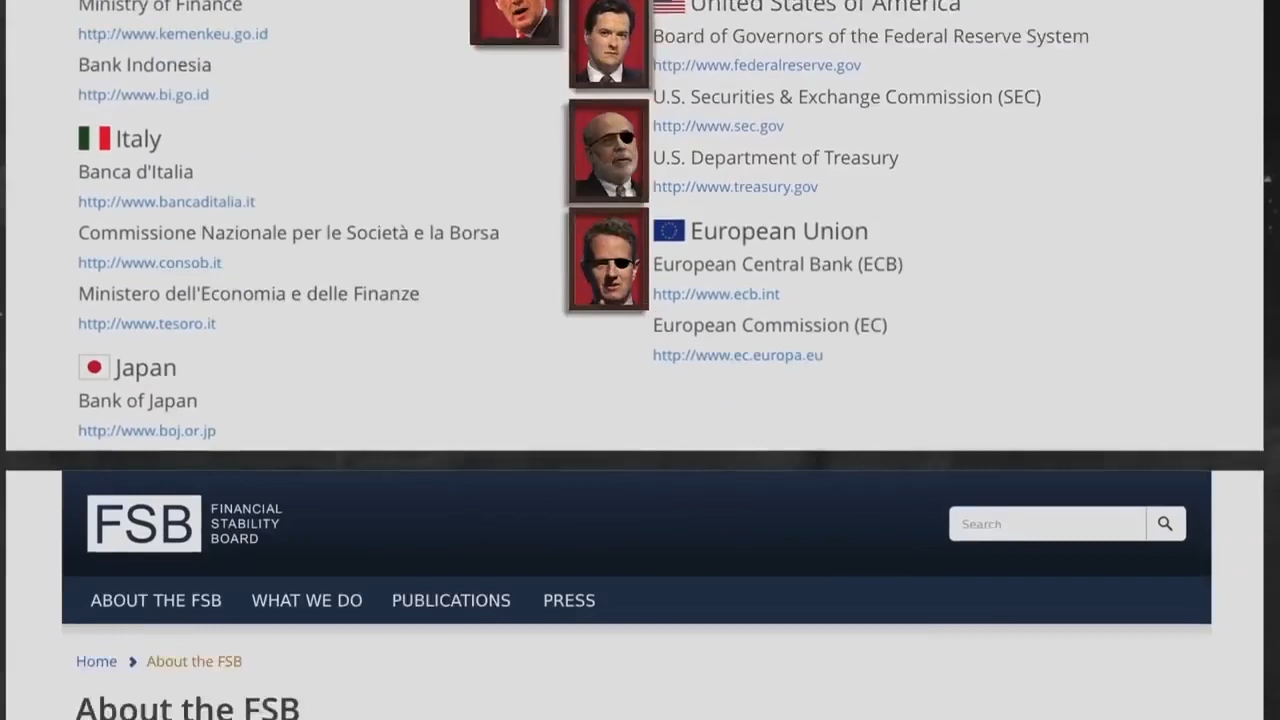 Ministry of Finance
http://www.kemenkeu.go.id
Bank Indonesia
http://www.bi.go.id
Italy
Banca d'Italia
http://www.bancaditalia.it
Commissione Nazionale per le Società e la Borsa
http://www.consob.it
Ministero dell'Economia e delle Finanze
http://www.tesoro.it
Japan
Bank of Japan
http://www.boj.or.jp
United States of America
Board of Governors of the Federal Reserve System
http://www.federalreserve.gov
U.S. Securities & Exchange Commission (SEC)
http://www.sec.gov
U.S. Department of Treasury
http://www.treasury.gov
European Union
European Central Bank (ECB)
http://www.ecb.int
European Commission (EC)
http://www.ec.europa.eu
FSB
FINANCIAL
STABILITY
BOARD
Search
ABOUT THE FSB WHAT WE DO PUBLICATIONS PRESS
Home About the FSB
About the FSB